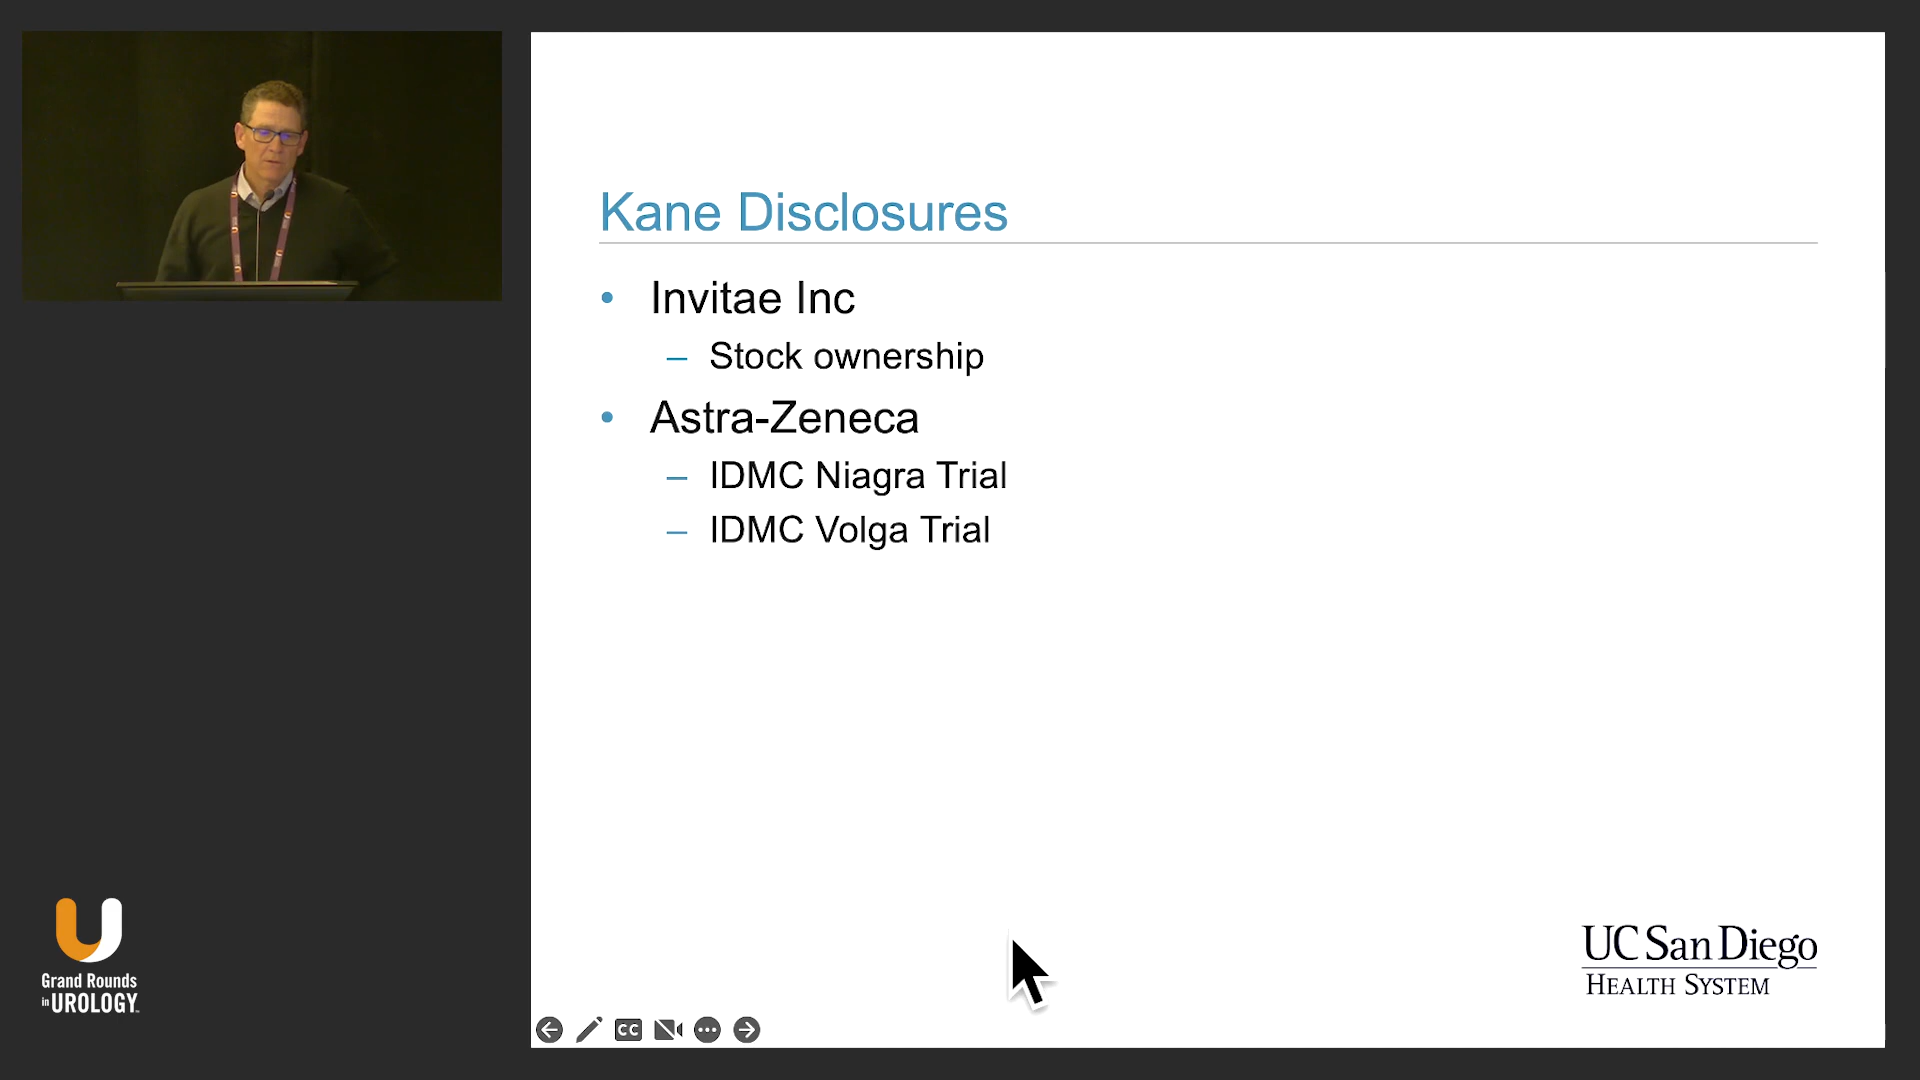 Kane Disclosures
• Invitae Inc
– Stock ownership
• Astra-Zeneca
– IDMC Niagra Trial
– IDMC Volga Trial
Grand Rounds
in UROLOGY
UC San Diego
HEALTH SYSTEM
CC